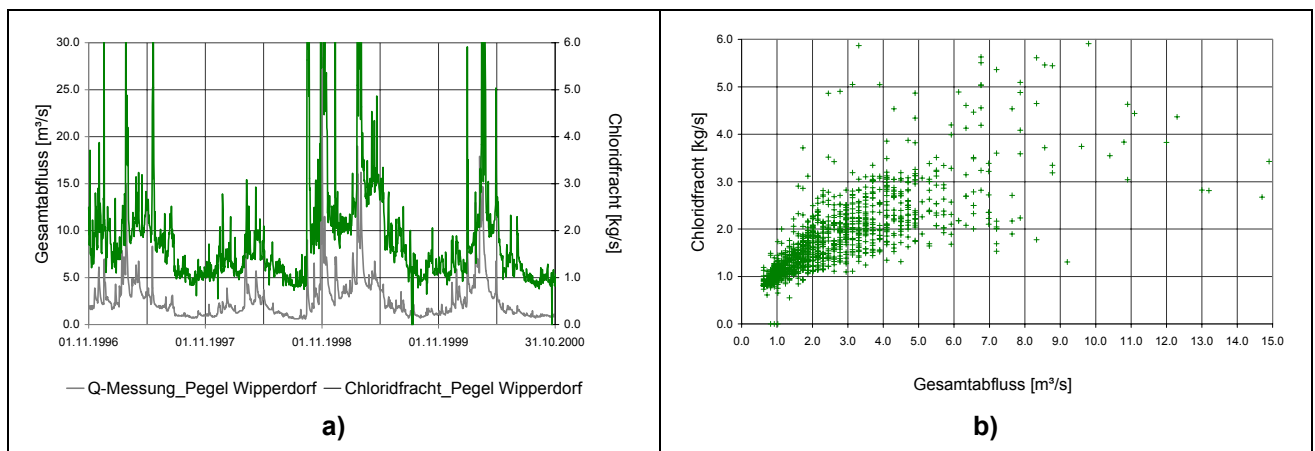 30.0
25.0
20.0
15.0
10.0
5.0
0.0
Gesamtabfluss [m³/s]
6.0
5.0
4.0
3.0
2.0
1.0
0.0
Chloridfracht [kg/s]
01.11.1996 01.11.1997 01.11.1998 01.11.1999 31.10.2000
Q-Messung_Pegel Wipperdorf Chloridfracht_Pegel Wipperdorf
a)
6.0
5.0
4.0
3.0
2.0
1.0
0.0
Chloridfracht [kg/s]
0.0 1.0 2.0 3.0 4.0 5.0 6.0 7.0 8.0 9.0 10.0 11.0 12.0 13.0 14.0 15.0
Gesamtabfluss [m³/s]
b)